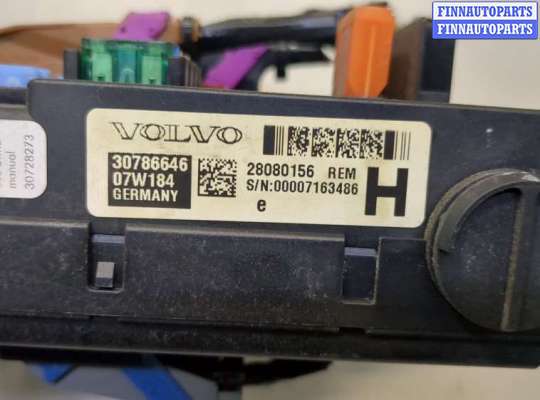 FINNAUTOPARTS
FINNAUTOPARTS
VOLVO
30786646
07W184
GERMANY
28080156 REM
S/N:00007163486
e
H
manual
30728273